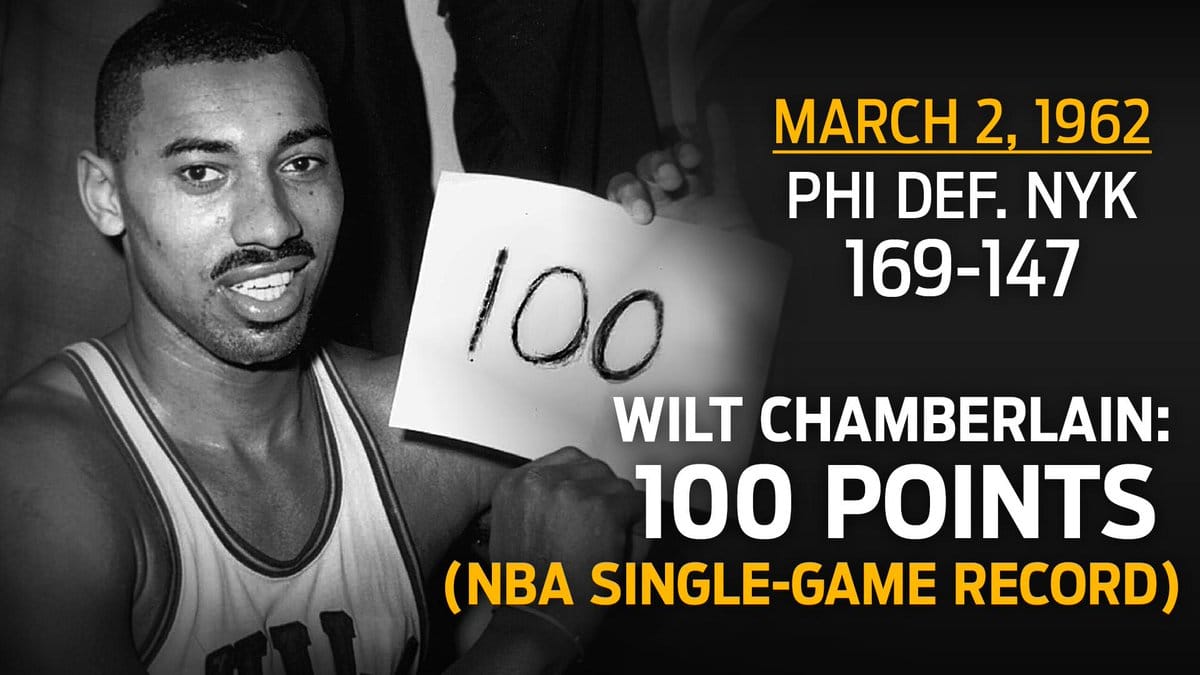 100
MARCH 2, 1962
PHI DEF. NYK
169-147
WILT CHAMBERLAIN:
100 POINTS
(NBA SINGLE-GAME RECORD)